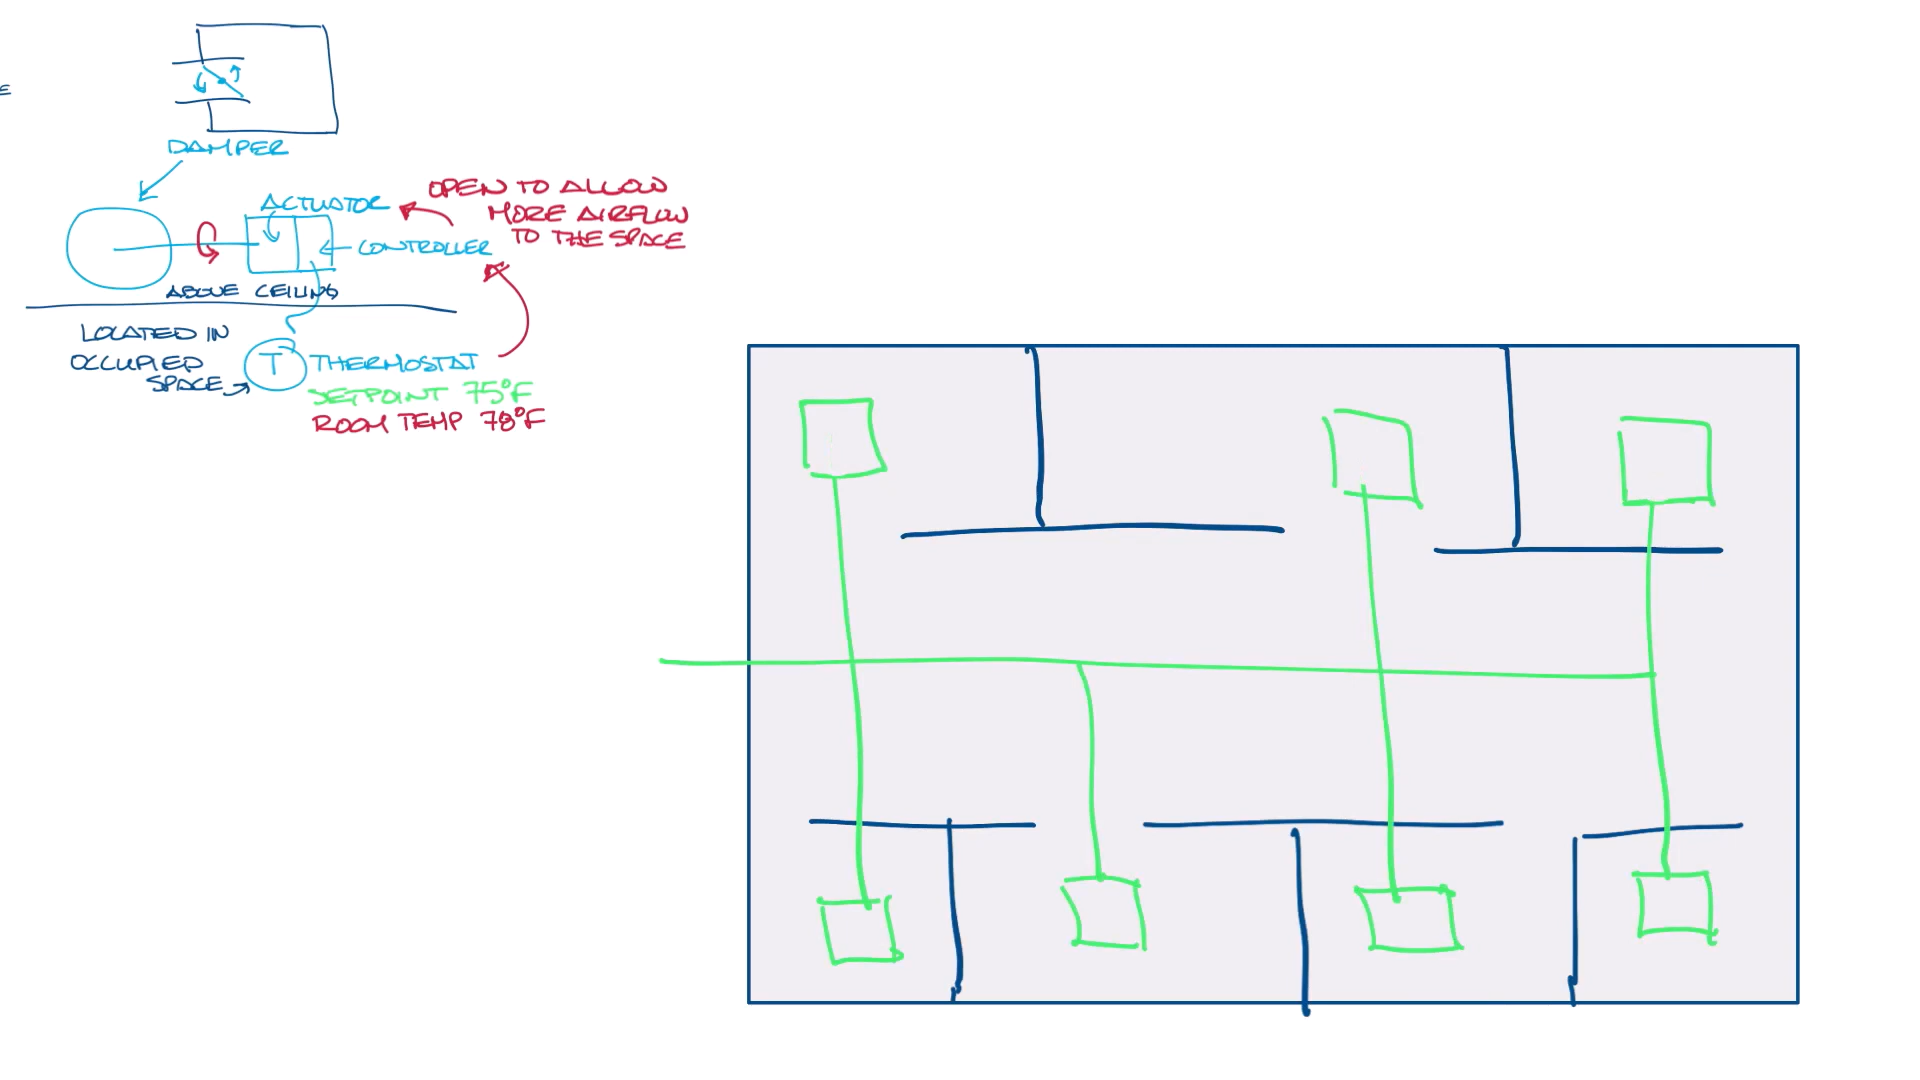 E
DAMPER
ACTUATOR
OPEN TO ALLOW
MORE AIRFLOW
TO THE SPACE
CONTROLLER
ABOVE CEILING
LOCATED IN
OCCUPIED
SPACE
T
THERMOSTAT
SETPOINT 75°F
ROOM TEMP 78°F